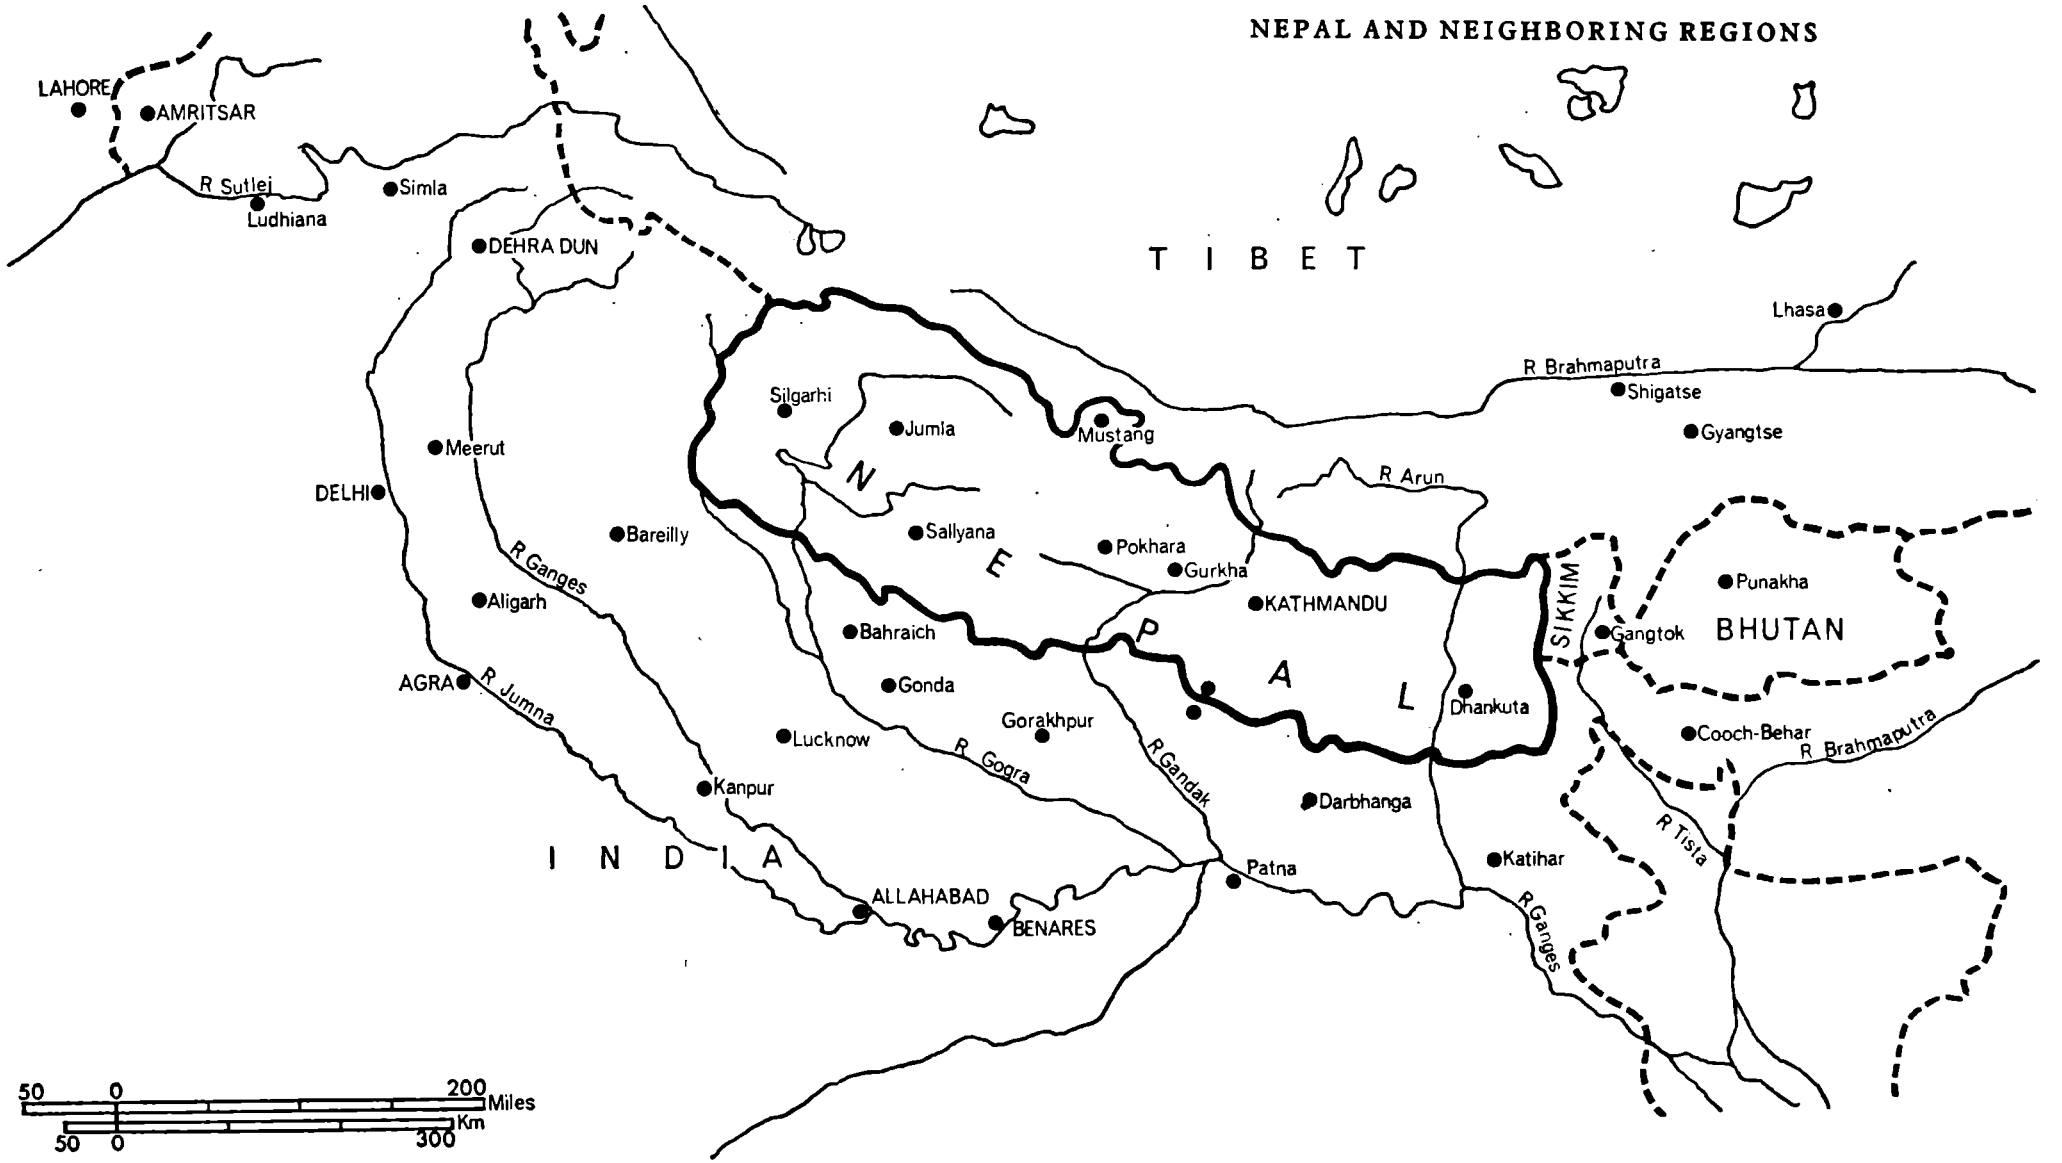 NEPAL AND NEIGHBORING REGIONS
LAHORE
AMRITSAR
R Sutlej
Simla
Ludhiana
DEHRA DUN
T I B E T
Lhasa
R Brahmaputra
Shigatse
Silgarhi
Jumla
Mustang
Gyangtse
Meerut
DELHI
R Arun
Bareilly
Sallyana
Pokhara
Gurkha
R Ganges
Aligarh
KATHMANDU
Punakha
SIKKIM
Gangtok
BHUTAN
Bahraich
N E P A L
AGRA
R Jumna
Gonda
Dhankuta
Gorakhpur
Lucknow
R Gogra
R Gandak
Cooch-Behar
R Brahmaputra
Kanpur
Darbhanga
R Tista
I N D I A
Katihar
Patna
ALLAHABAD
BENARES
R Ganges
50 0 200
Miles
Km
50 0 300